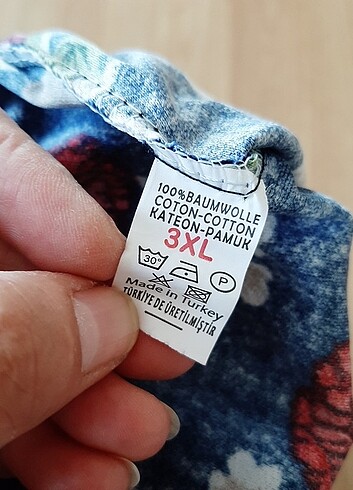 100%BAUMWOLLE
COTON-COTTON
KATEON-PAMUK
3XL
30° P
Made in Turkey
TÜRKİYE DE ÜRETİLMİŞTİR